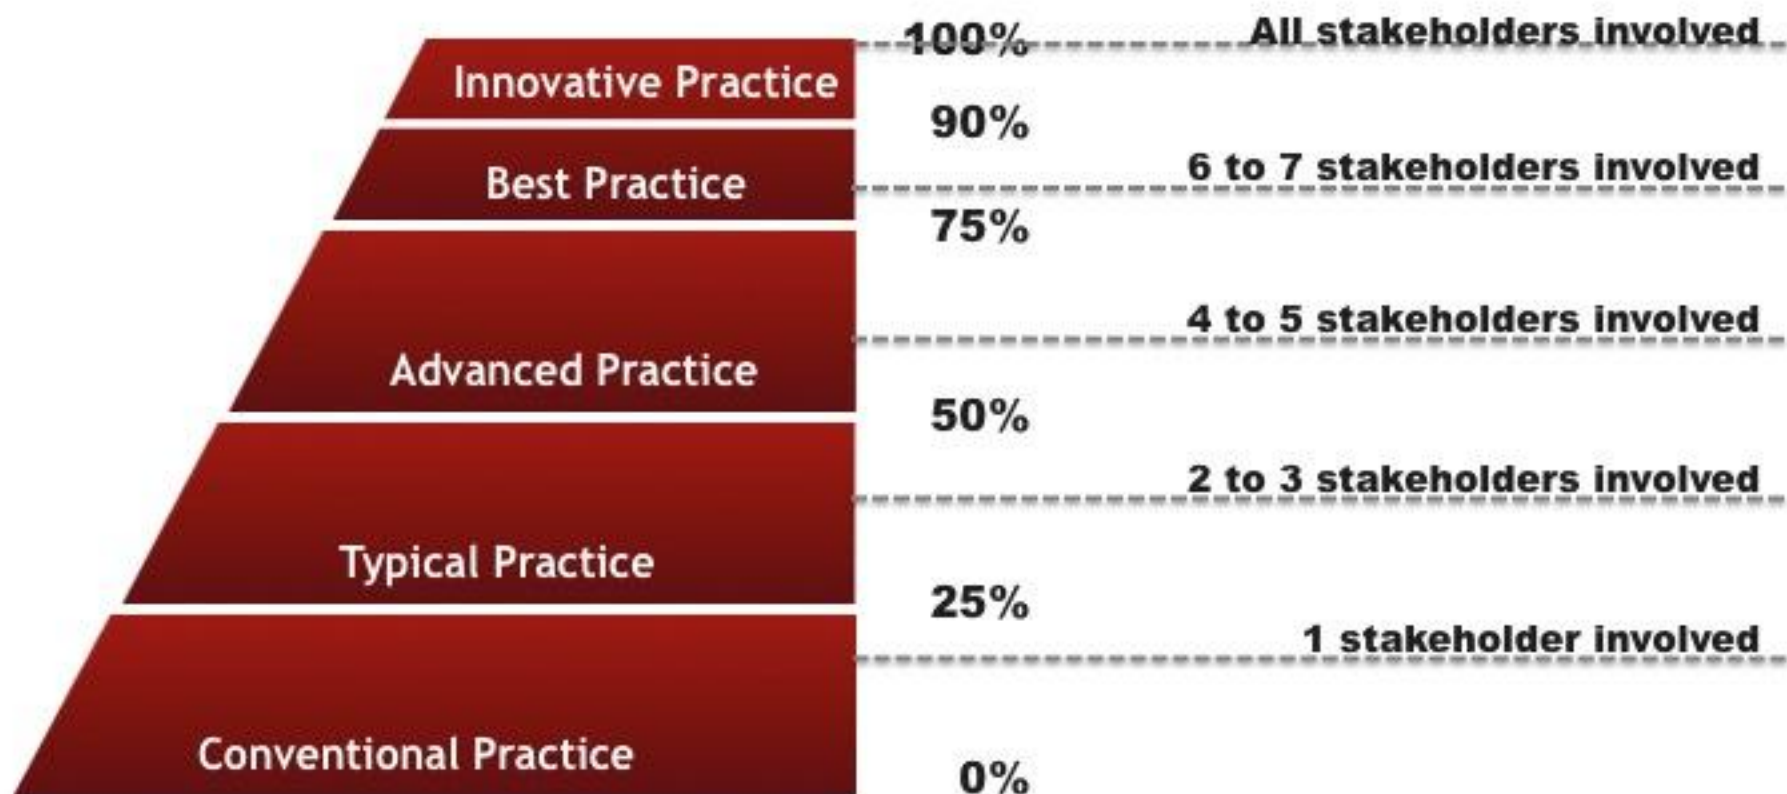 100% All stakeholders involved
Innovative Practice
90%
6 to 7 stakeholders involved
Best Practice
75%
4 to 5 stakeholders involved
Advanced Practice
50%
2 to 3 stakeholders involved
Typical Practice
25%
1 stakeholder involved
Conventional Practice
0%